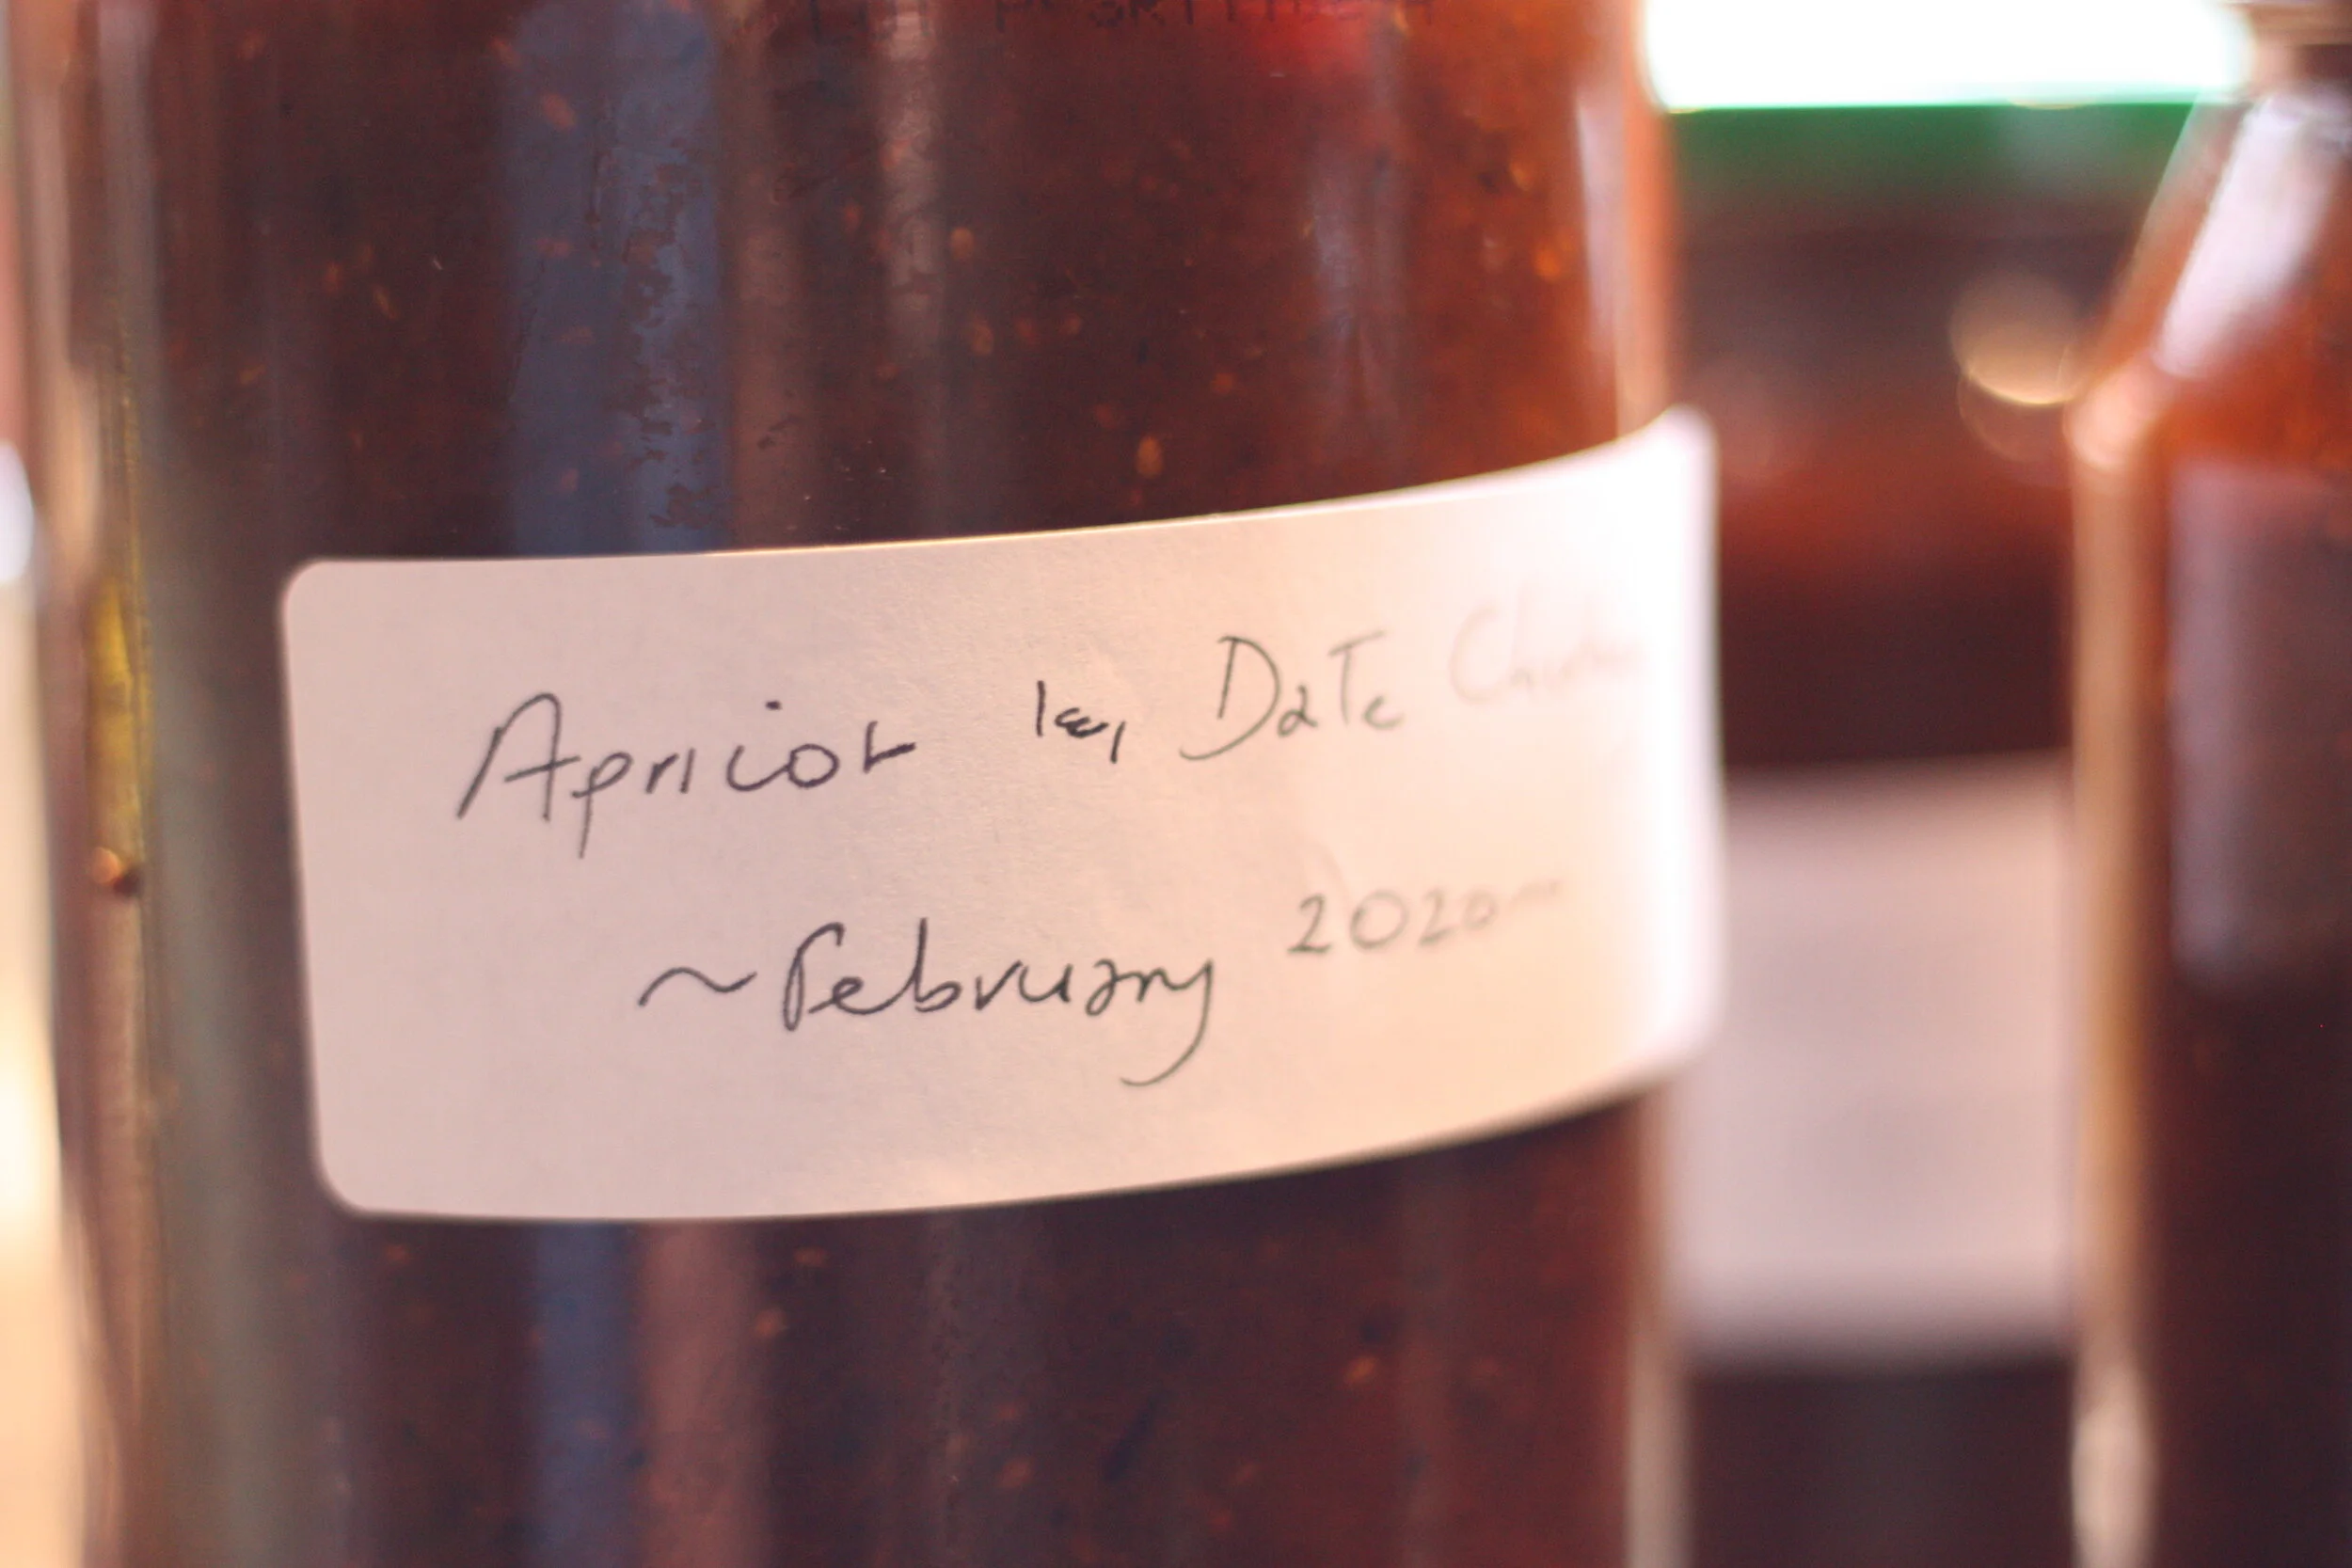 Apricot & Date
~February 2020~